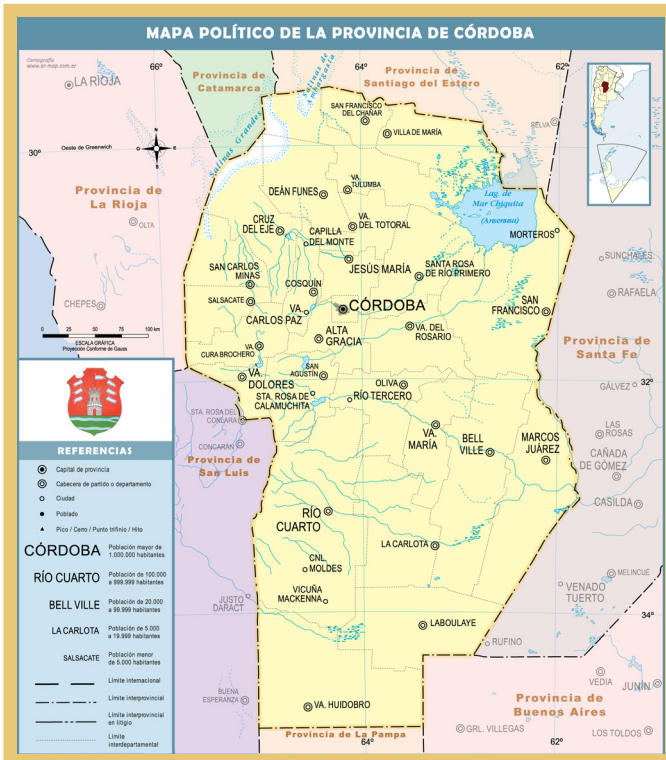 MAPA POLÍTICO DE LA PROVINCIA DE CÓRDOBA
Cartografía
www.an-map.com.ar
66º
64º
62º
LA RIOJA
Provincia de
Catamarca
Salinas de
Ambargasta
Provincia de
Santiago del Estero
SAN FRANCISCO
DEL CHAÑAR
VILLA DE MARÍA
SELVA
30º
Oeste de Greenwich
N
O
E
S
Salinas Grandes
Provincia de
La Rioja
OLTA
DEÁN FUNES
VA.
TULUMBA
Lag. de
Mar Chiquita
(Ansenuza)
CRUZ
DEL EJE
CAPILLA
DEL MONTE
VA.
DEL TOTORAL
MORTEROS
SUNCHALES
SAN CARLOS
MINAS
JESÚS MARÍA
SANTA ROSA
DE RÍO PRIMERO
COSQUÍN
RAFAELA
CHEPES
SALSACATE
VA.
CARLOS PAZ
CÓRDOBA
SAN
FRANCISCO
0
50
100 km
ESCALA GRÁFICA
Proyección Conforme de Gauss
ALTA
GRACIA
VA. DEL
ROSARIO
Provincia de
Santa Fe
VA.
CURA BROCHERO
VA.
DOLORES
SAN
AGUSTÍN
OLIVA
32º
GÁLVEZ
STA. ROSA DE
CALAMUCHITA
RÍO TERCERO
STA. ROSA DEL
CONLARA
CONCARÁN
VA.
MARÍA
BELL
VILLE
MARCOS
JUÁREZ
LAS
ROSAS
CAÑADA
DE GÓMEZ
Provincia de
San Luis
CASILDA
RÍO
CUARTO
LA CARLOTA
CNL.
MOLDES
VICUÑA
MACKENNA
MELINCUÉ
VENADO
TUERTO
JUSTO
DARACT
34º
LABOULAYE
RUFINO
BUENA
ESPERANZA
VA. HUIDOBRO
VEDIA
JUNÍN
Provincia de
Buenos Aires
GRL. VILLEGAS
LOS TOLDOS
Provincia de La Pampa
64º
62º
REFERENCIAS
Capital de provincia
Cabecera de partido o departamento
Ciudad
Poblado
Pico / Cerro / Punto trifinio / Hito
CÓRDOBA Población mayor de
1.000.000 habitantes
RÍO CUARTO Población de 100.000
a 999.999 habitantes
BELL VILLE Población de 20.000
a 99.999 habitantes
LA CARLOTA Población de 5.000
a 19.999 habitantes
SALSACATE Población menor
de 5.000 habitantes
Límite internacional
Límite interprovincial
Límite interprovincial
en litigio
Límite
interdepartamental